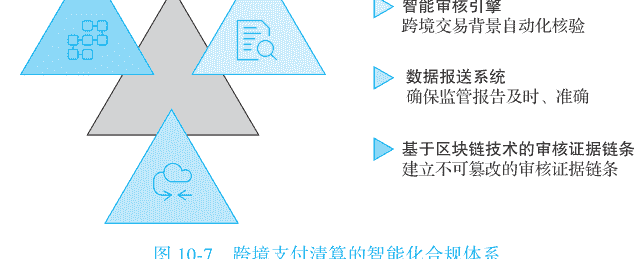 智能审核引擎
跨境交易背景自动化核验
数据报送系统
确保监管报告及时、准确
基于区块链技术的审核证据链条
建立不可篡改的审核证据链条
图 10-7 跨境支付清算的智能化合规体系